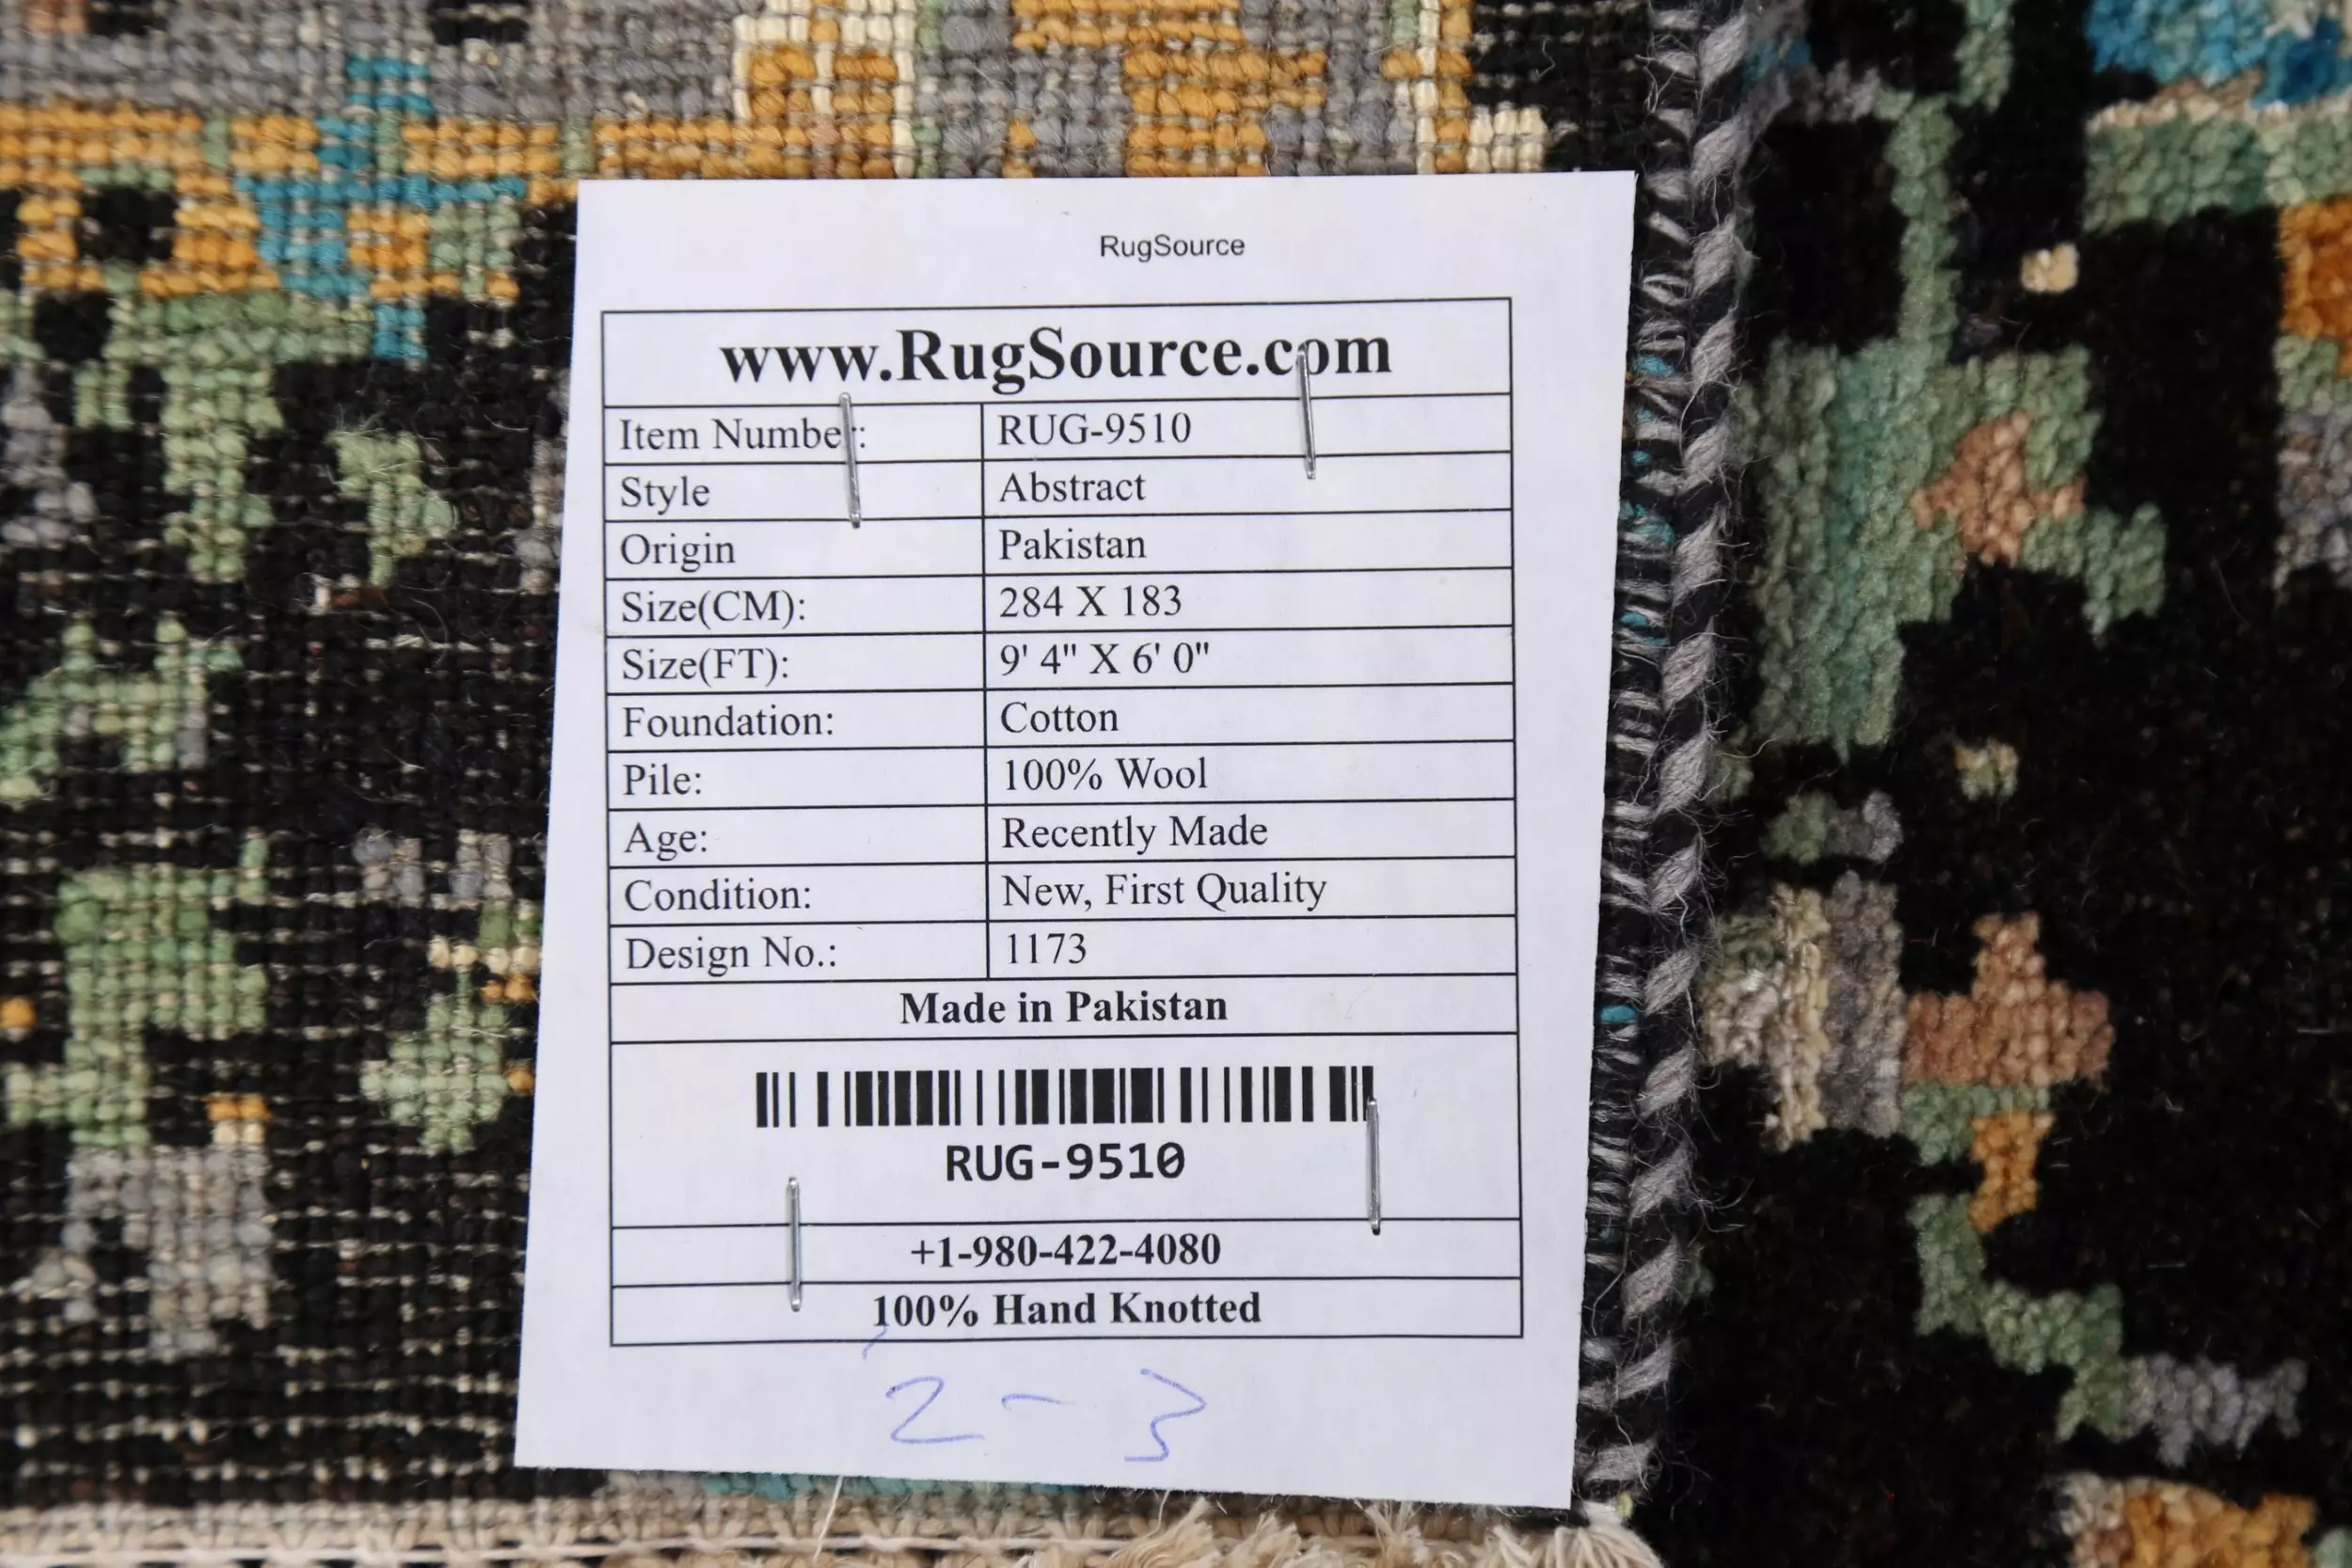 RugSource
www.RugSource.com
Item Number: RUG-9510
Style Abstract
Origin Pakistan
Size(CM): 284 X 183
Size(FT): 9' 4" X 6' 0"
Foundation: Cotton
Pile: 100% Wool
Age: Recently Made
Condition: New, First Quality
Design No.: 1173
Made in Pakistan
RUG-9510
+1-980-422-4080
100% Hand Knotted
2-3